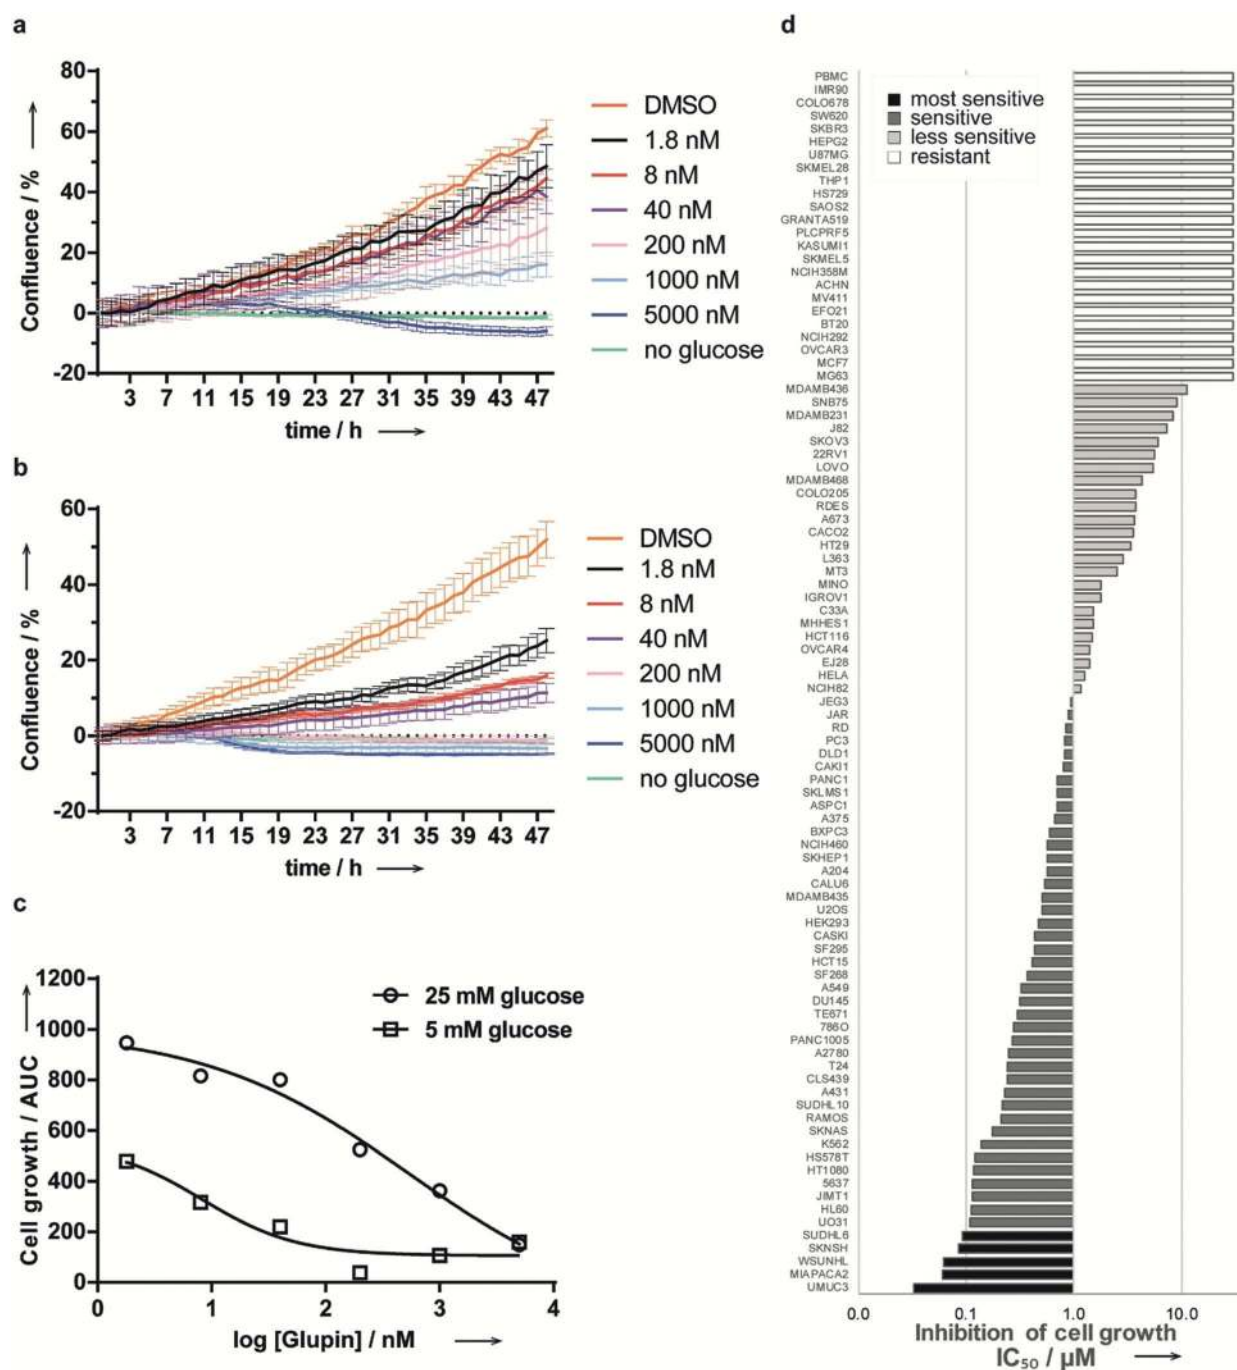 a
80
60
40
20
0
-20
Confluence / %
3 7 11 15 19 23 27 31 35 39 43 47
time / h
DMSO
1.8 nM
8 nM
40 nM
200 nM
1000 nM
5000 nM
no glucose
b
60
40
20
0
-20
Confluence / %
3 7 11 15 19 23 27 31 35 39 43 47
time / h
DMSO
1.8 nM
8 nM
40 nM
200 nM
1000 nM
5000 nM
no glucose
c
1200
1000
800
600
400
200
0
Cell growth / AUC
25 mM glucose
5 mM glucose
0 1 2 3 4
log [Glupin] / nM
d
most sensitive
sensitive
less sensitive
resistant
PBMC
IMR90
COLO678
SW620
SKBR3
HEPG2
U87MG
SKMEL28
THP1
HS729
SAOS2
GRANTA519
PLCPRF5
KASUMI1
SKMEL5
NCIH358M
ACHN
MV411
EFO21
BT20
NCIH292
OVCAR3
MCF7
MG63
MDAMB436
SNB75
MDAMB231
J82
SKOV3
22RV1
LOVO
MDAMB468
COLO205
RDES
A673
CACO2
HT29
L363
MT3
MINO
IGROV1
C33A
MHHES1
HCT116
OVCAR4
EJ28
HELA
NCIH82
JEG3
JAR
RD
PC3
DLD1
CAKI1
PANC1
SKLMS1
ASPC1
A375
BXPC3
NCIH460
SKHEP1
A204
CALU6
MDAMB435
U2OS
HEK293
CASKI
SF295
HCT15
SF268
A549
DU145
TE671
786O
PANC1005
A2780
T24
CLS439
A431
SUDHL10
RAMOS
SKNAS
K562
HS578T
HT1080
5637
JIMT1
HL60
UO31
SUDHL6
SKNSH
WSUNHL
MIAPACA2
UMUC3
0.0 0.1 1.0 10.0
Inhibition of cell growth
IC₅₀ / µM